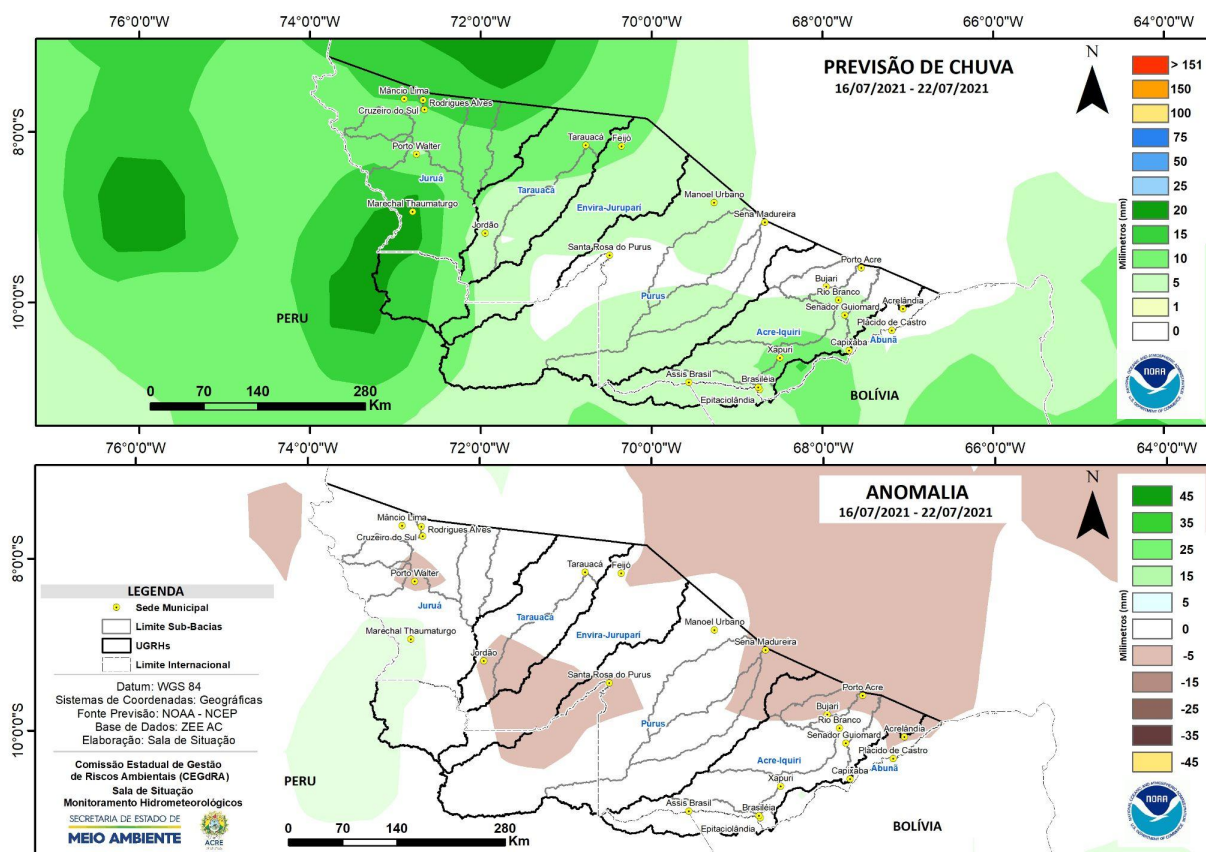 76°0'0"W 74°0'0"W 72°0'0"W 70°0'0"W 68°0'0"W 66°0'0"W 64°0'0"W
PREVISÃO DE CHUVA
16/07/2021 - 22/07/2021
N
Milímetros (mm)
> 151
150
100
75
50
25
20
15
10
5
1
0
8°0'0"S
10°0'0"S
Mâncio Lima
Rodrigues Alves
Cruzeiro do Sul
Porto Walter
Juruá
Marechal Thaumaturgo
Tarauacá
Feijó
Tarauacá
Jordão
Envira-Jurupari
Manoel Urbano
Sena Madureira
Santa Rosa do Purus
Purus
Porto Acre
Bujari
Rio Branco
Senador Guiomard
Acrelândia
Plácido de Castro
Acre-Iquiri
Abunã
Capixaba
Xapuri
Assis Brasil
Brasiléia
Epitaciolândia
PERU
BOLÍVIA
0 70 140 280
Km
NOAA
76°0'0"W 74°0'0"W 72°0'0"W 70°0'0"W 68°0'0"W 66°0'0"W 64°0'0"W
ANOMALIA
16/07/2021 - 22/07/2021
N
Milímetros (mm)
45
35
25
15
5
0
-5
-15
-25
-35
-45
8°0'0"S
10°0'0"S
Mâncio Lima
Rodrigues Alves
Cruzeiro do Sul
Porto Walter
Juruá
Marechal Thaumaturgo
Tarauacá
Feijó
Tarauacá
Jordão
Envira-Jurupari
Manoel Urbano
Sena Madureira
Santa Rosa do Purus
Purus
Porto Acre
Bujari
Rio Branco
Senador Guiomard
Acrelândia
Plácido de Castro
Acre-Iquiri
Abunã
Capixaba
Xapuri
Assis Brasil
Brasiléia
Epitaciolândia
PERU
BOLÍVIA
0 70 140 280
Km
NOAA
LEGENDA
Sede Municipal
Limite Sub-Bacias
UGRHs
Limite Internacional
Datum: WGS 84
Sistemas de Coordenadas: Geográficas
Fonte Previsão: NOAA - NCEP
Base de Dados: ZEE AC
Elaboração: Sala de Situação
Comissão Estadual de Gestão
de Riscos Ambientais (CEGdRA)
Sala de Situação
Monitoramento Hidrometeorológicos
SECRETARIA DE ESTADO DE
MEIO AMBIENTE
ACRE